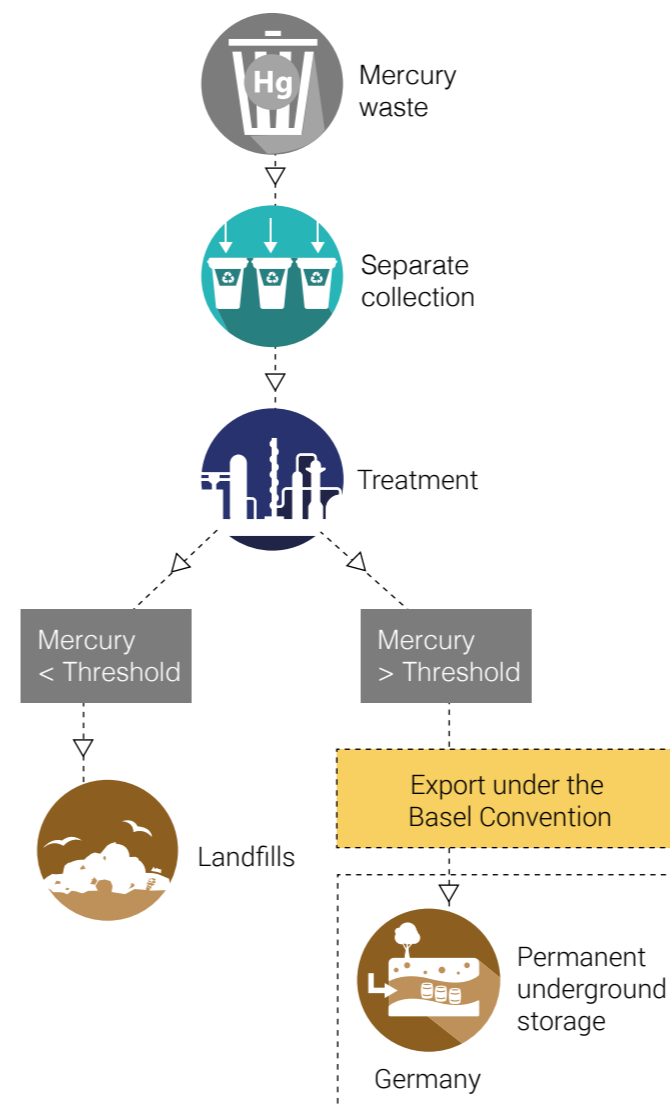 Hg
Mercury
waste
Separate
collection
Treatment
Mercury
< Threshold
Mercury
> Threshold
Export under the
Basel Convention
Landfills
Permanent
underground
storage
Germany